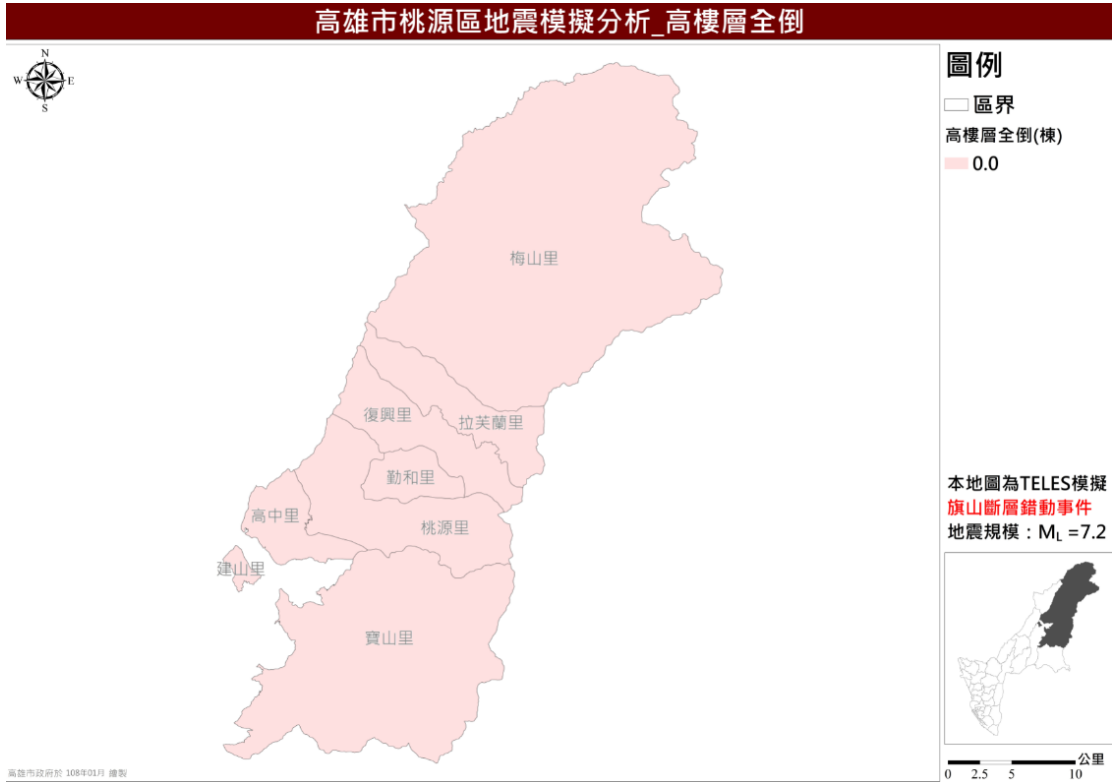 高雄市桃源區地震模擬分析_高樓層全倒
N
W
E
S
圖例
區界
高樓層全倒(棟)
0.0
梅山里
復興里
拉芙蘭里
勤和里
高中里
桃源里
建山里
寶山里
本地圖為TELES模擬
旗山斷層錯動事件
地震規模：ML =7.2
公里
0 2.5 5 10
高雄市政府於 108年01月 繪製